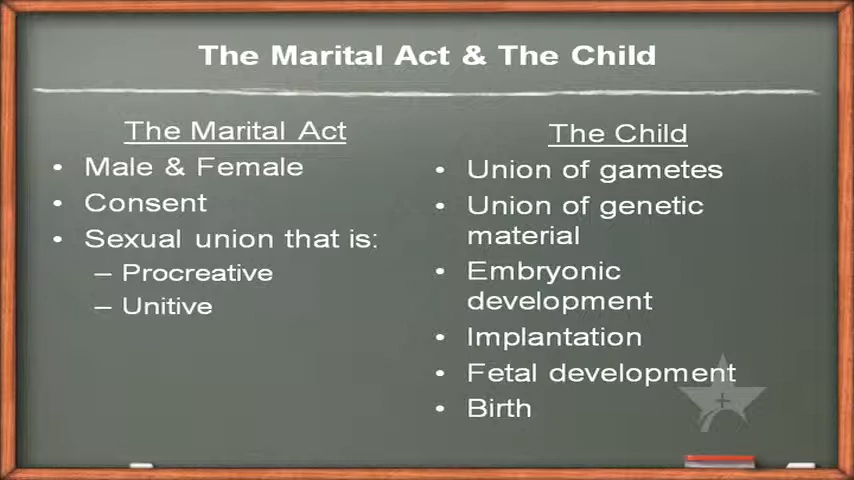 The Marital Act & The Child
The Marital Act
• Male & Female
• Consent
• Sexual union that is:
– Procreative
– Unitive
The Child
• Union of gametes
• Union of genetic
material
• Embryonic
development
• Implantation
• Fetal development
• Birth